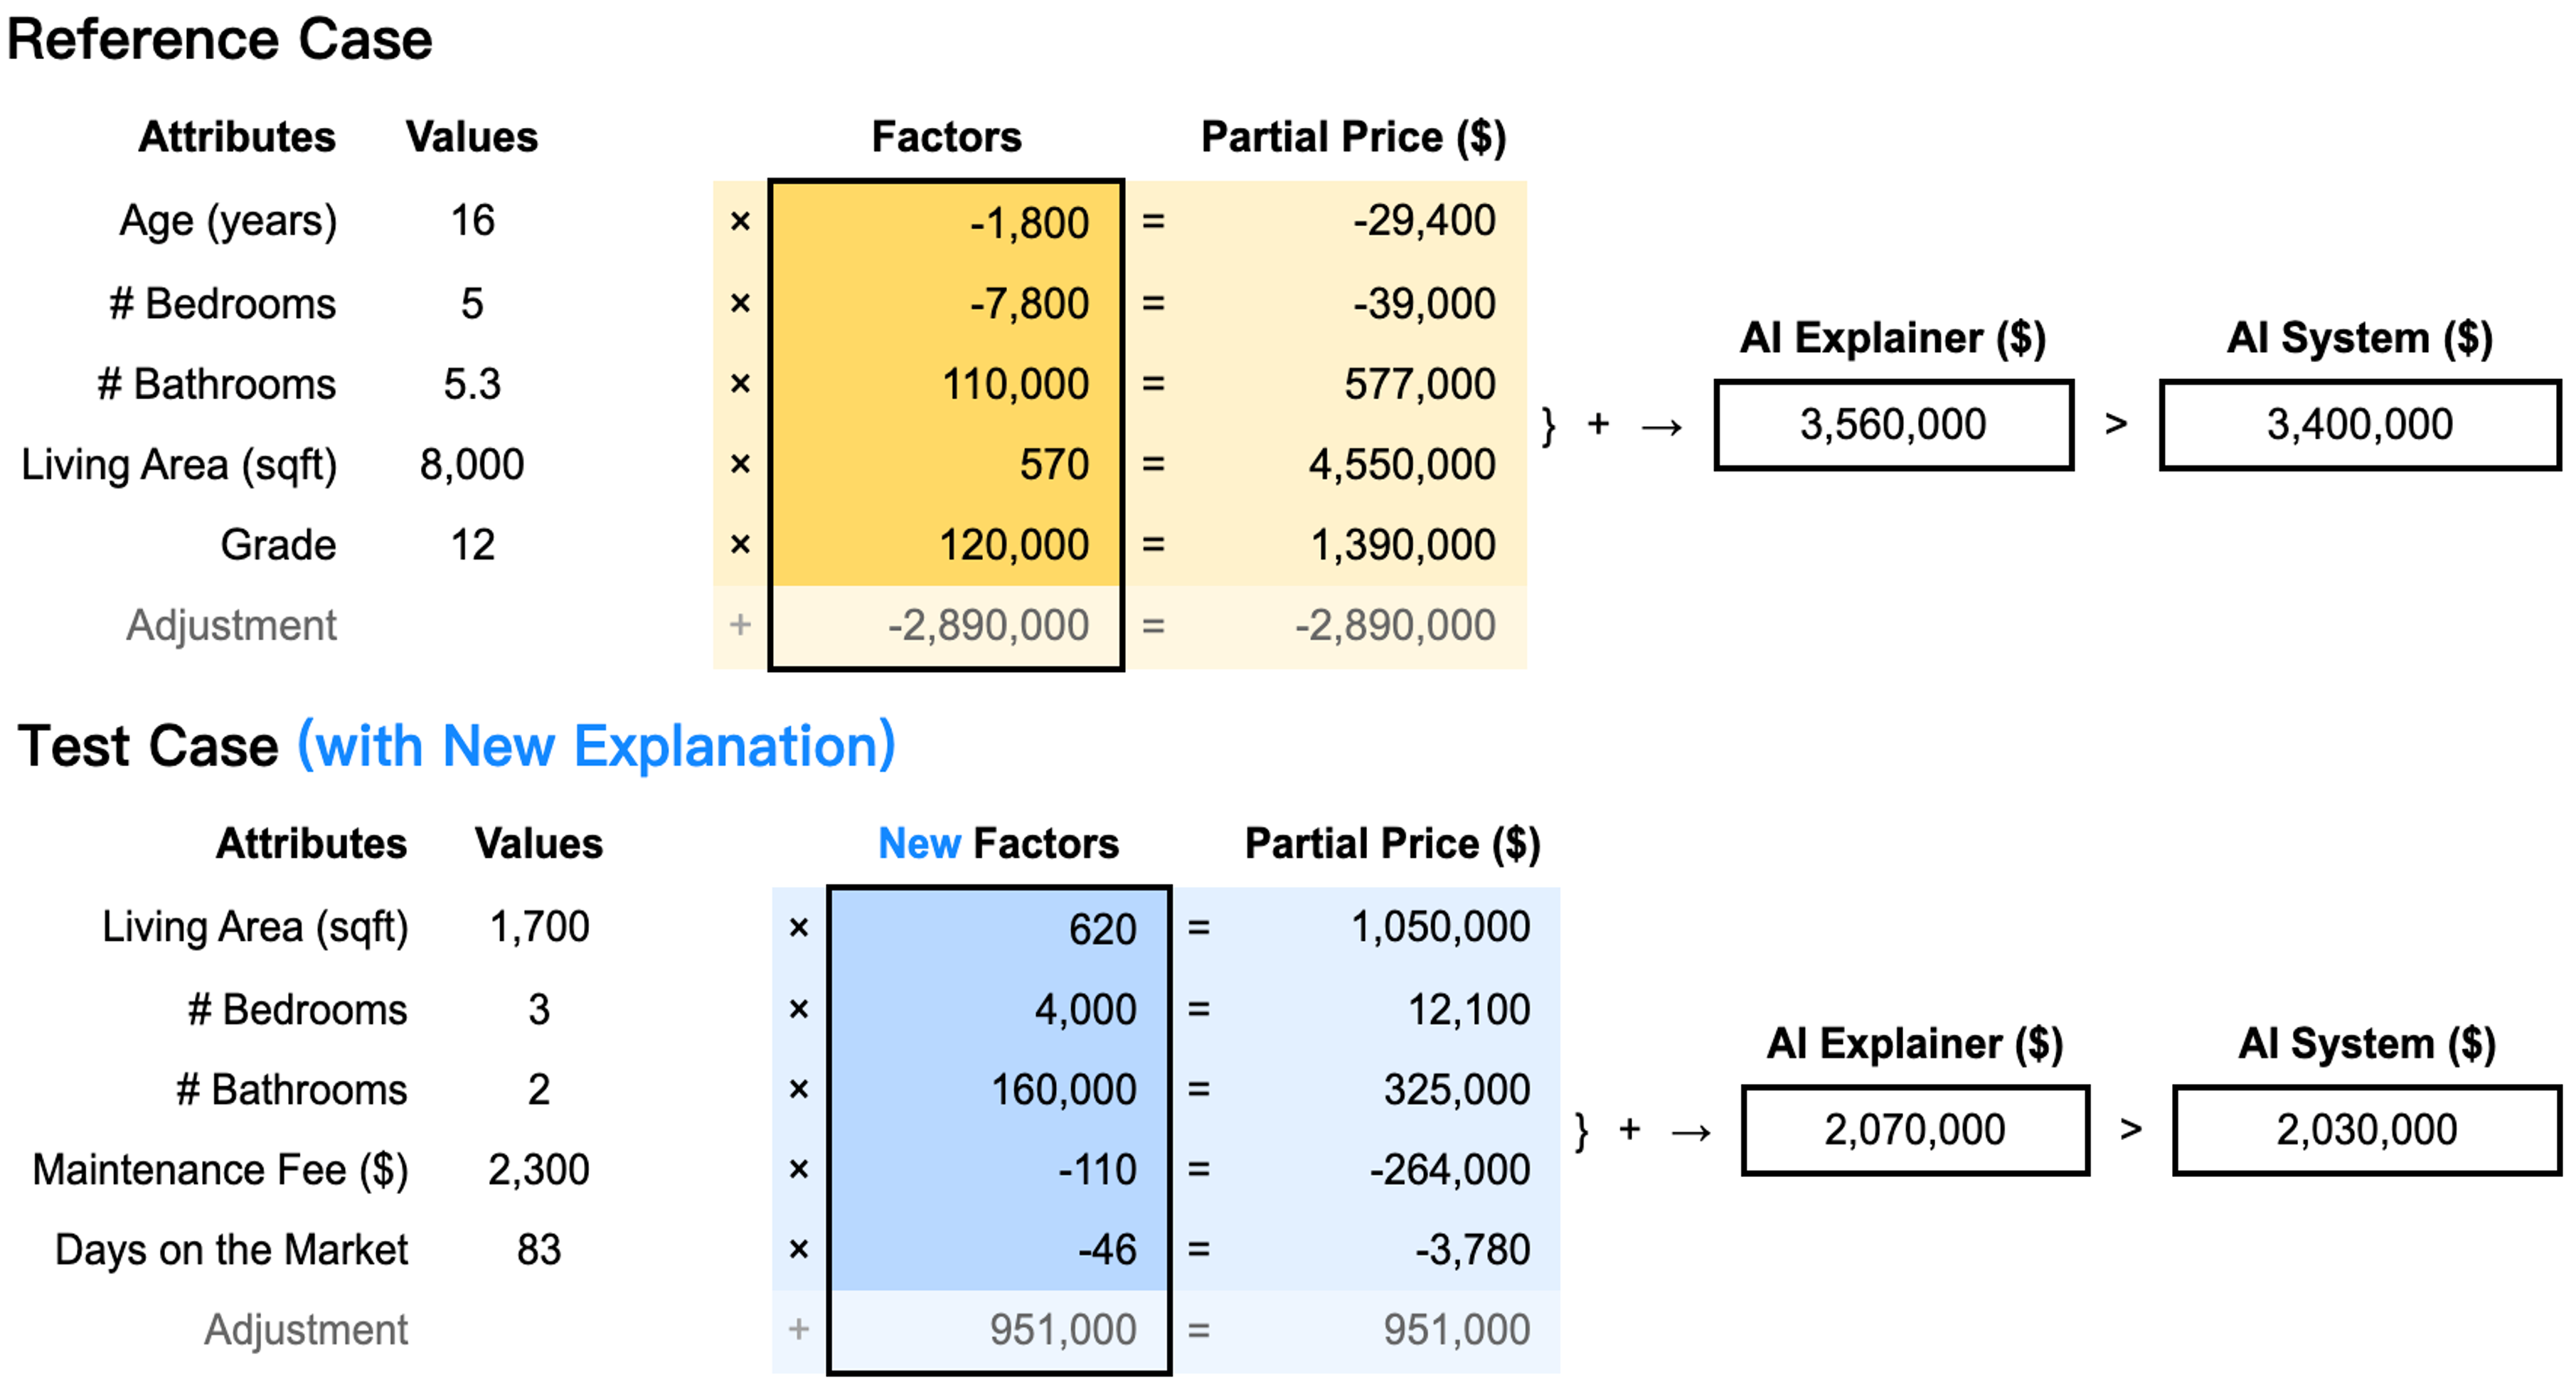 Reference Case
Attributes Values Factors Partial Price ($)
Age (years) 16 × -1,800 = -29,400
# Bedrooms 5 × -7,800 = -39,000
# Bathrooms 5.3 × 110,000 = 577,000
Living Area (sqft) 8,000 × 570 = 4,550,000
Grade 12 × 120,000 = 1,390,000
Adjustment + -2,890,000 = -2,890,000
AI Explainer ($) AI System ($)
} + → 3,560,000 > 3,400,000
Test Case (with New Explanation)
Attributes Values New Factors Partial Price ($)
Living Area (sqft) 1,700 × 620 = 1,050,000
# Bedrooms 3 × 4,000 = 12,100
# Bathrooms 2 × 160,000 = 325,000
Maintenance Fee ($) 2,300 × -110 = -264,000
Days on the Market 83 × -46 = -3,780
Adjustment + 951,000 = 951,000
AI Explainer ($) AI System ($)
} + → 2,070,000 > 2,030,000